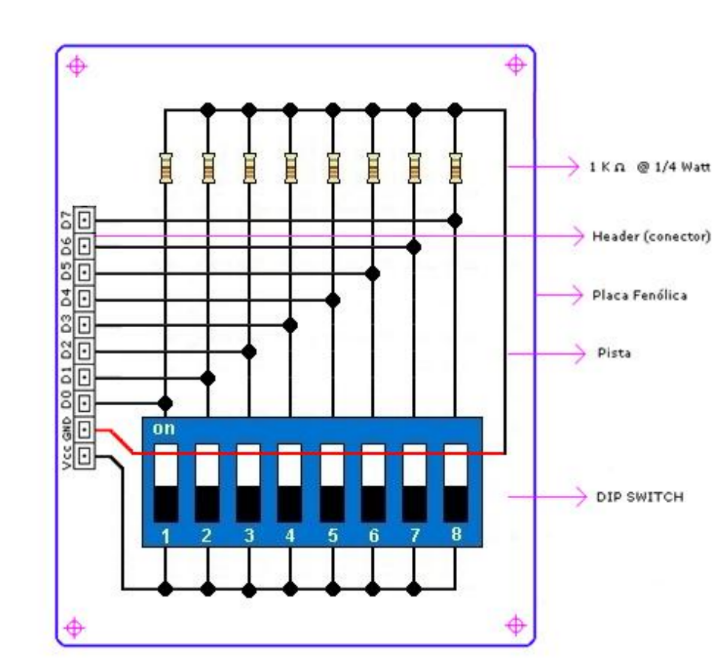 1 K Ω @ 1/4 Watt
Header (conector)
Placa Fenólica
Pista
DIP SWITCH
D7
D6
D5
D4
D3
D2
D1
D0
GND
Vcc
on
1 2 3 4 5 6 7 8